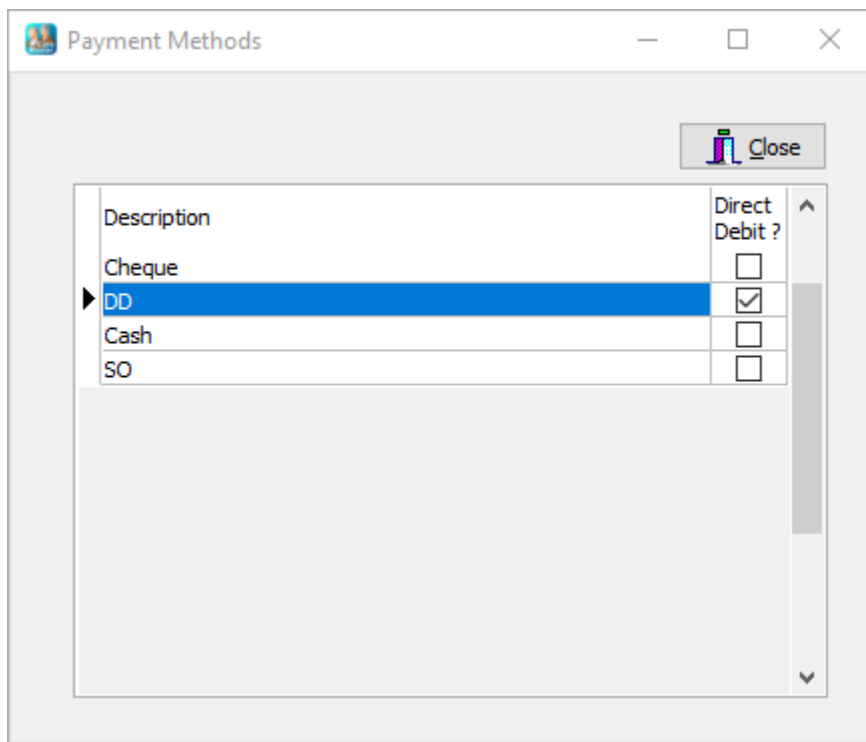 Payment Methods
Close
Description
Direct
Debit ?
Cheque
DD
Cash
SO